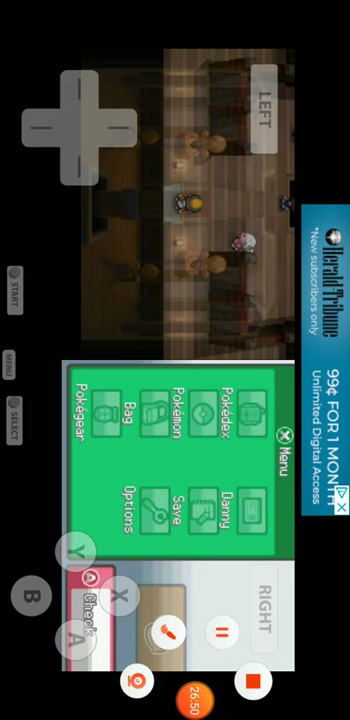 LEFT
Herald Tribune
*New subscribers only
99¢ FOR 1 MONTH
Unlimited Digital Access
START
MENU
SELECT
Menu
Pokédex
Danny
Pokémon
Save
Bag
Options
Pokégear
Check
RIGHT
Y
X
B
A
26:50